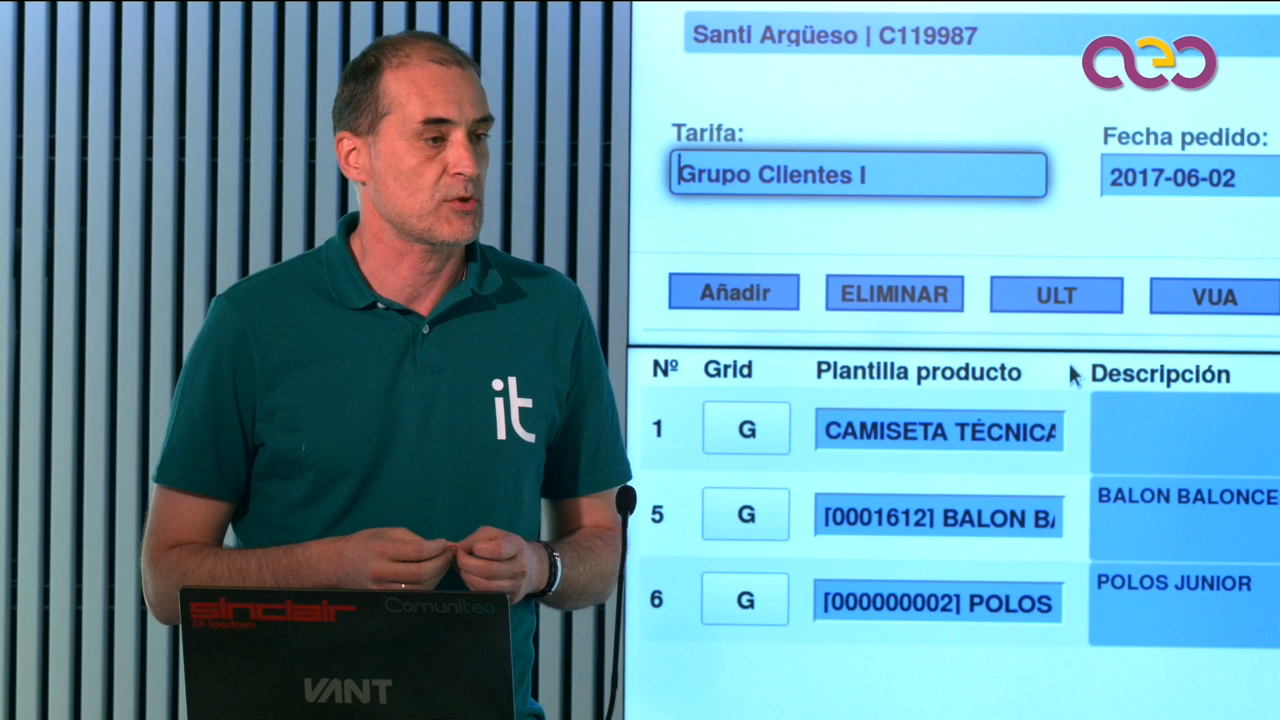 Santi Argüeso | C119987
aec
Tarifa:
Fecha pedido:
Grupo Clientes I
2017-06-02
Añadir
ELIMINAR
ULT
VUA
Nº Grid Plantilla producto Descripción
1 G CAMISETA TÉCNICA
5 G [0001612] BALON BA
BALON BALONCE
6 G [000000002] POLOS
POLOS JUNIOR
it
sinclair
ZX Spectrum
Comunitea
VANT